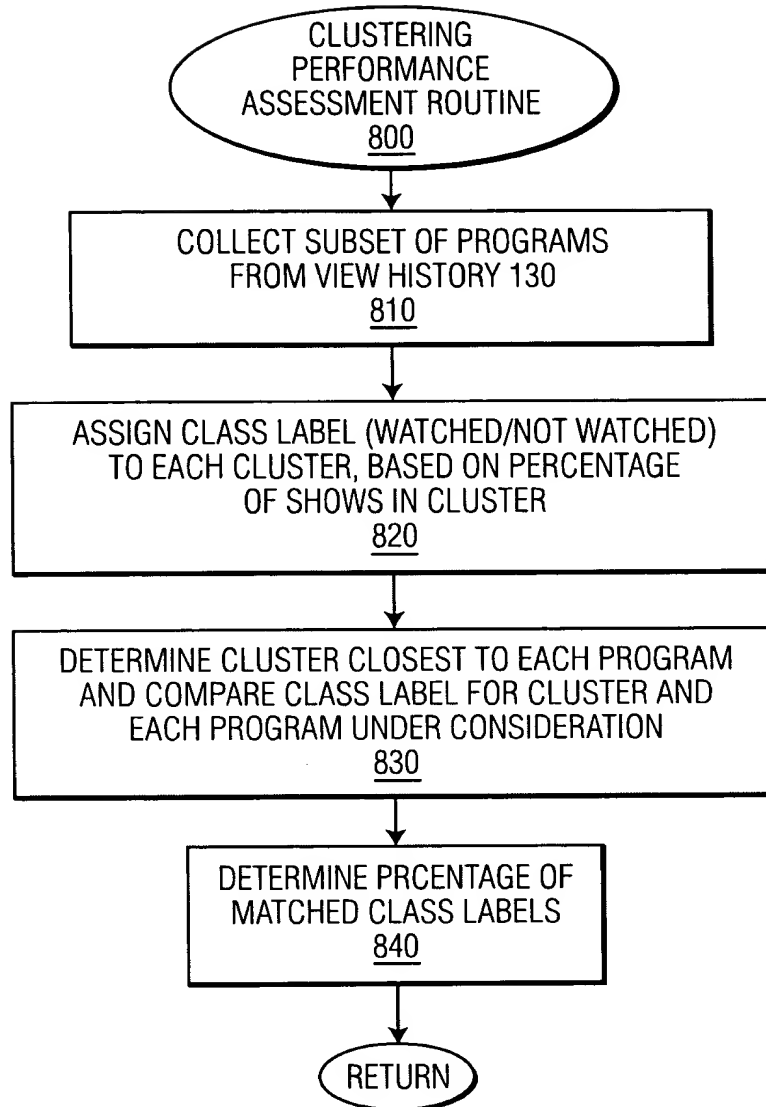 CLUSTERING
PERFORMANCE
ASSESSMENT ROUTINE
800
COLLECT SUBSET OF PROGRAMS
FROM VIEW HISTORY 130
810
ASSIGN CLASS LABEL (WATCHED/NOT WATCHED)
TO EACH CLUSTER, BASED ON PERCENTAGE
OF SHOWS IN CLUSTER
820
DETERMINE CLUSTER CLOSEST TO EACH PROGRAM
AND COMPARE CLASS LABEL FOR CLUSTER AND
EACH PROGRAM UNDER CONSIDERATION
830
DETERMINE PRCENTAGE OF
MATCHED CLASS LABELS
840
RETURN